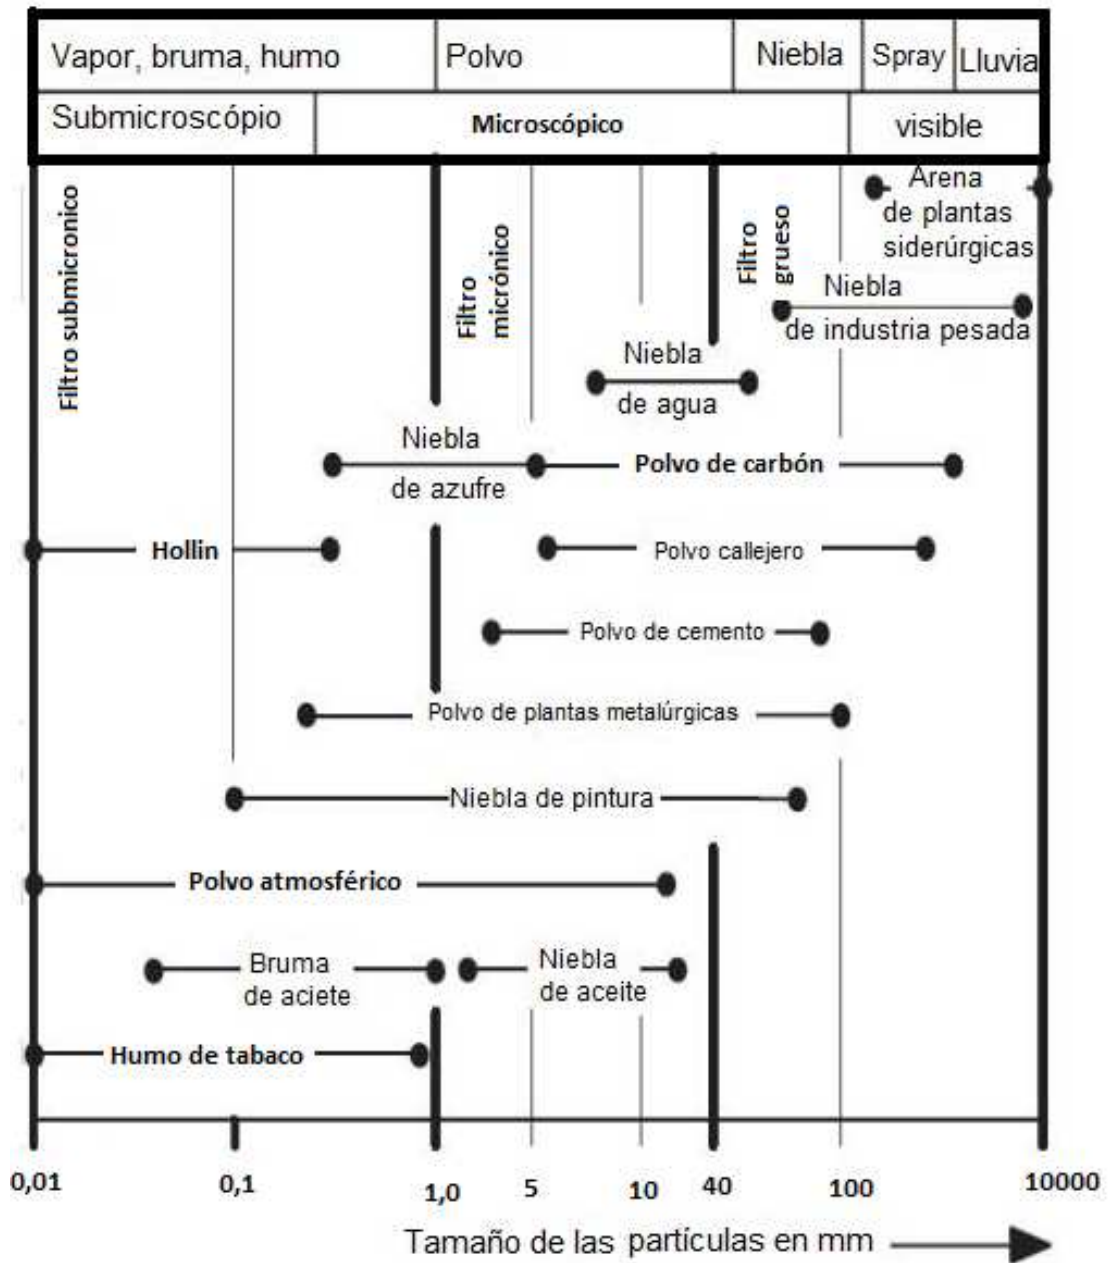 Vapor, bruma, humo
Polvo
Niebla
Spray
Lluvia
Submicroscópio
Microscópico
visible
Filtro submicronico
Filtro
micrónico
Filtro
grueso
Arena
de plantas
siderúrgicas
Niebla
de industria pesada
Niebla
de agua
Niebla
de azufre
Polvo de carbón
Hollin
Polvo callejero
Polvo de cemento
Polvo de plantas metalúrgicas
Niebla de pintura
Polvo atmosférico
Bruma
de aciete
Niebla
de aceite
Humo de tabaco
0,01
0,1
1,0
5
10
40
100
10000
Tamaño de las partículas en mm